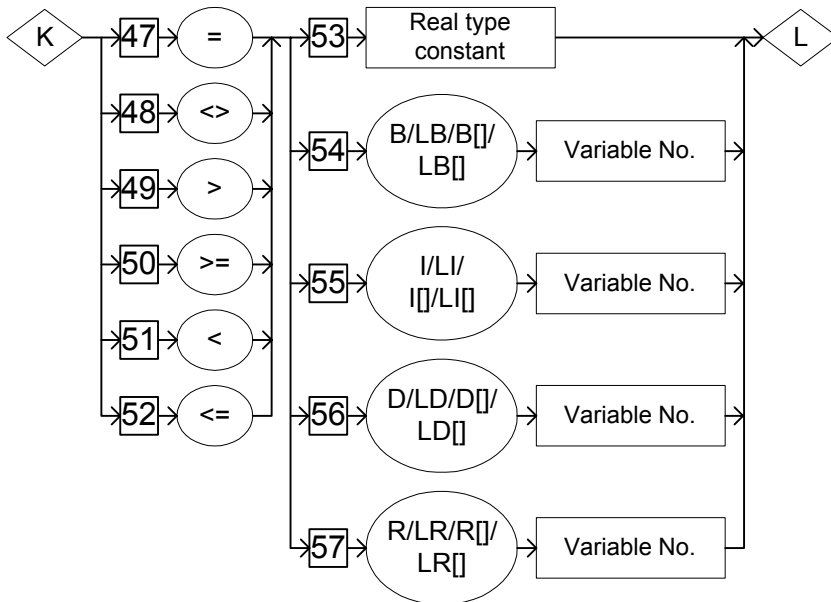 K
47
=
53
Real type
constant
L
48
<>
54
B/LB/B[]/
LB[]
Variable No.
49
>
50
>=
55
I/LI/
I[]/LI[]
Variable No.
51
<
52
<=
56
D/LD/D[]/
LD[]
Variable No.
57
R/LR/R[]/
LR[]
Variable No.